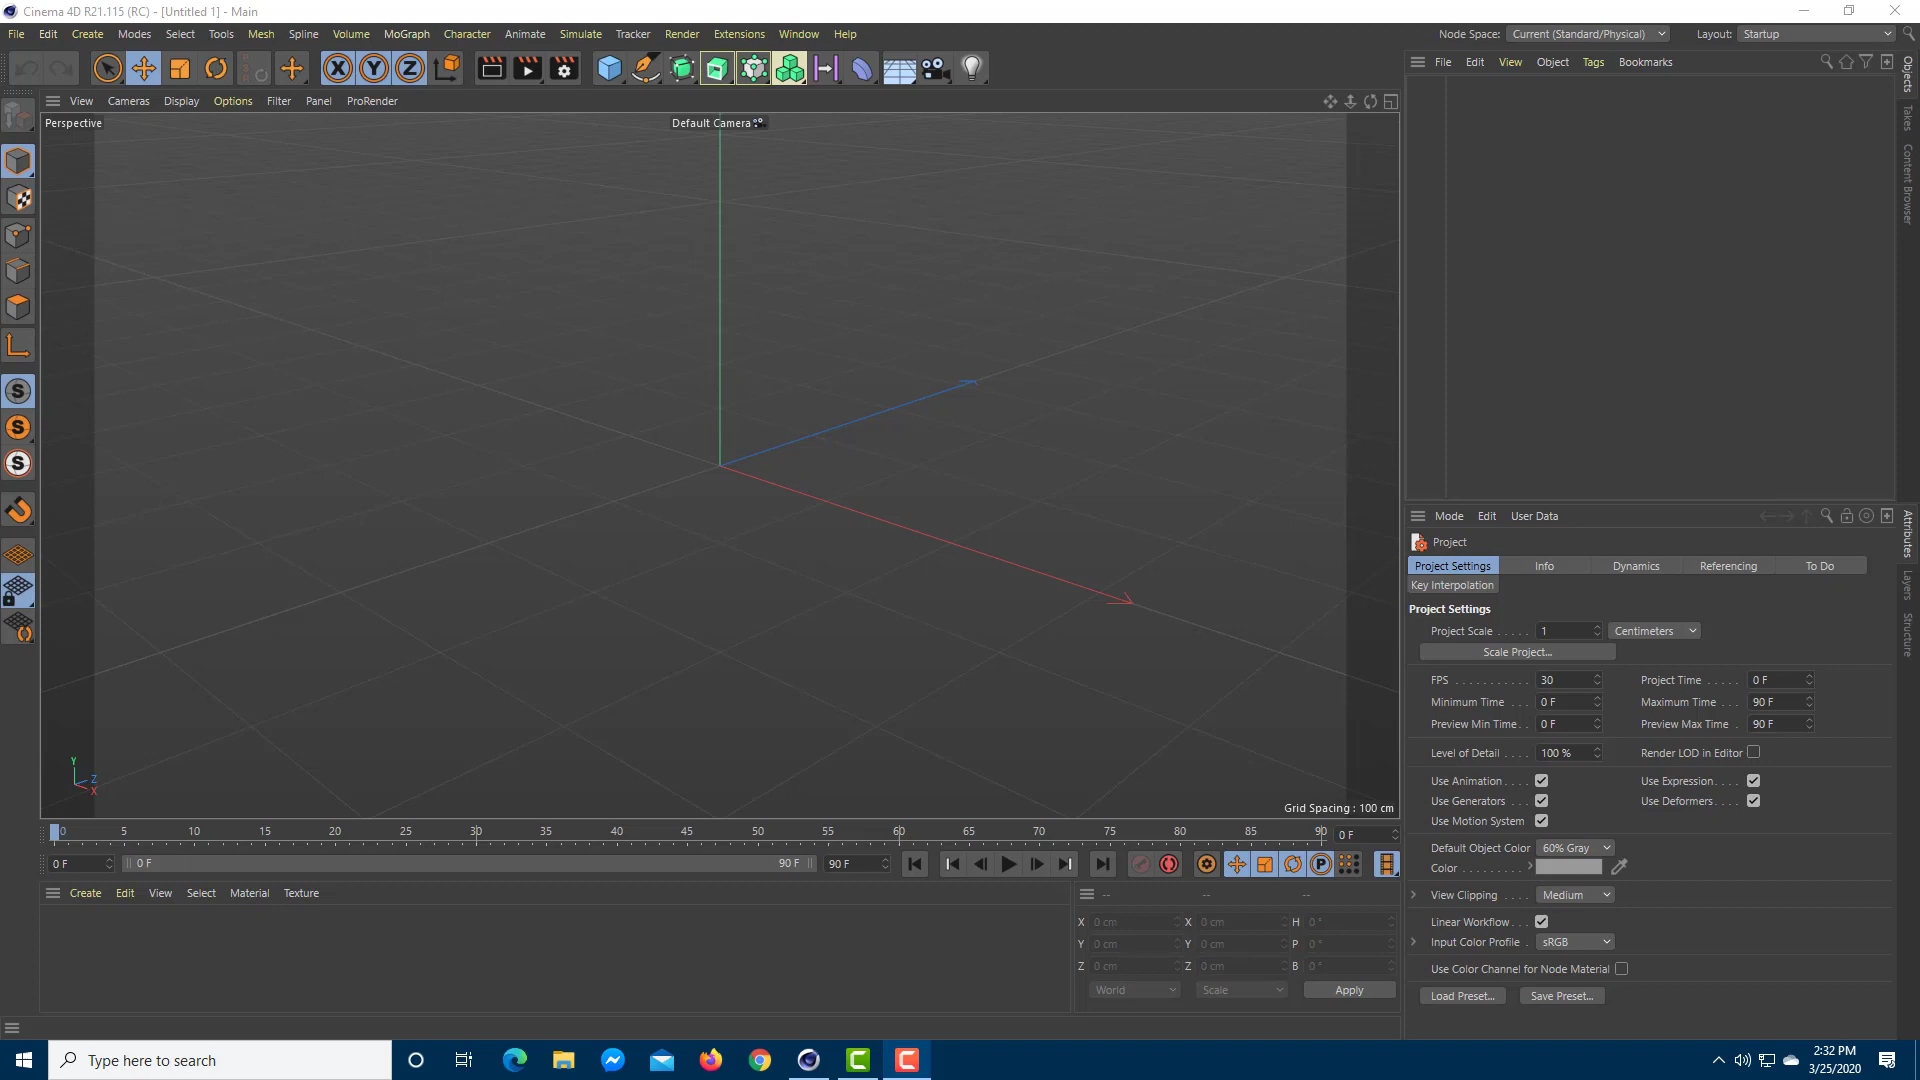 Cinema 4D R21.115 (RC) - [Untitled 1] - Main
File Edit Create Modes Select Tools Mesh Spline Volume MoGraph Character Animate Simulate Tracker Render Extensions Window Help
Node Space: Current (Standard/Physical) Layout: Startup
X Y Z
File Edit View Object Tags Bookmarks
Objects
Takes
Content Browser
View Cameras Display Options Filter Panel ProRender
Perspective
Default Camera
S
S
S
Y
Z
X
Grid Spacing : 100 cm
Mode Edit User Data
Attributes
Layers
Structure
Project
Project Settings Info Dynamics Referencing To Do
Key Interpolation
Project Settings
Project Scale . . . . . 1 Centimeters
Scale Project...
FPS . . . . . . . . . . . 30 Project Time . . . . . 0 F
Minimum Time . . . 0 F Maximum Time . . . 90 F
Preview Min Time . . 0 F Preview Max Time . 90 F
Level of Detail . . . . 100 % Render LOD in Editor
Use Animation . . . . Use Expression . . . .
Use Generators . . . Use Deformers . . . .
Use Motion System
Default Object Color 60% Gray
Color . . . . . . . . .
View Clipping . . . . Medium
Linear Workflow . . .
Input Color Profile . sRGB
Use Color Channel for Node Material
Load Preset... Save Preset...
0 5 10 15 20 25 30 35 40 45 50 55 60 65 70 75 80 85 90 0 F
0 F 0 F 90 F 90 F P
Create Edit View Select Material Texture
-- -- --
X 0 cm X 0 cm H 0 °
Y 0 cm Y 0 cm P 0 °
Z 0 cm Z 0 cm B 0 °
World Scale Apply
Type here to search
C
C
2:32 PM
3/25/2020